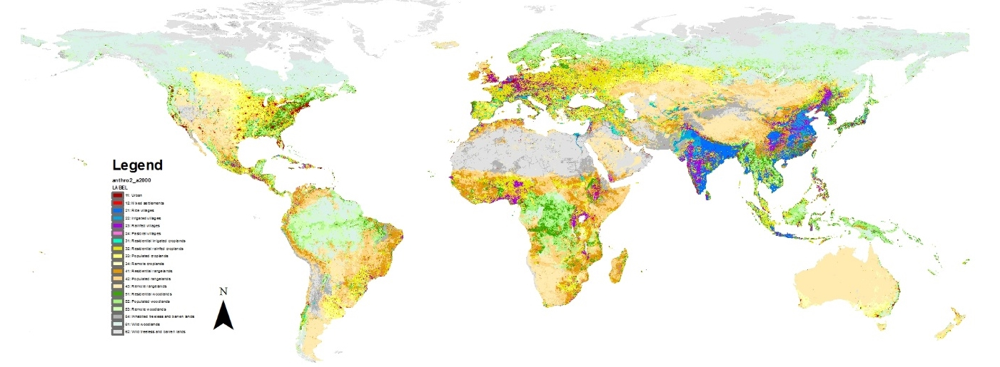 Legend
anthro2_a2000
LABEL
11: Urban
12: Mixed settlements
21: Rice villages
22: Irrigated villages
23: Rainfed villages
24: Pastoral villages
31: Residential irrigated croplands
32: Residential rainfed croplands
33: Populated croplands
34: Remote croplands
41: Residential rangelands
42: Populated rangelands
43: Remote rangelands
51: Residential woodlands
52: Populated woodlands
53: Remote woodlands
54: Inhabited treeless and barren lands
61: Wild woodlands
62: Wild treeless and barren lands
N